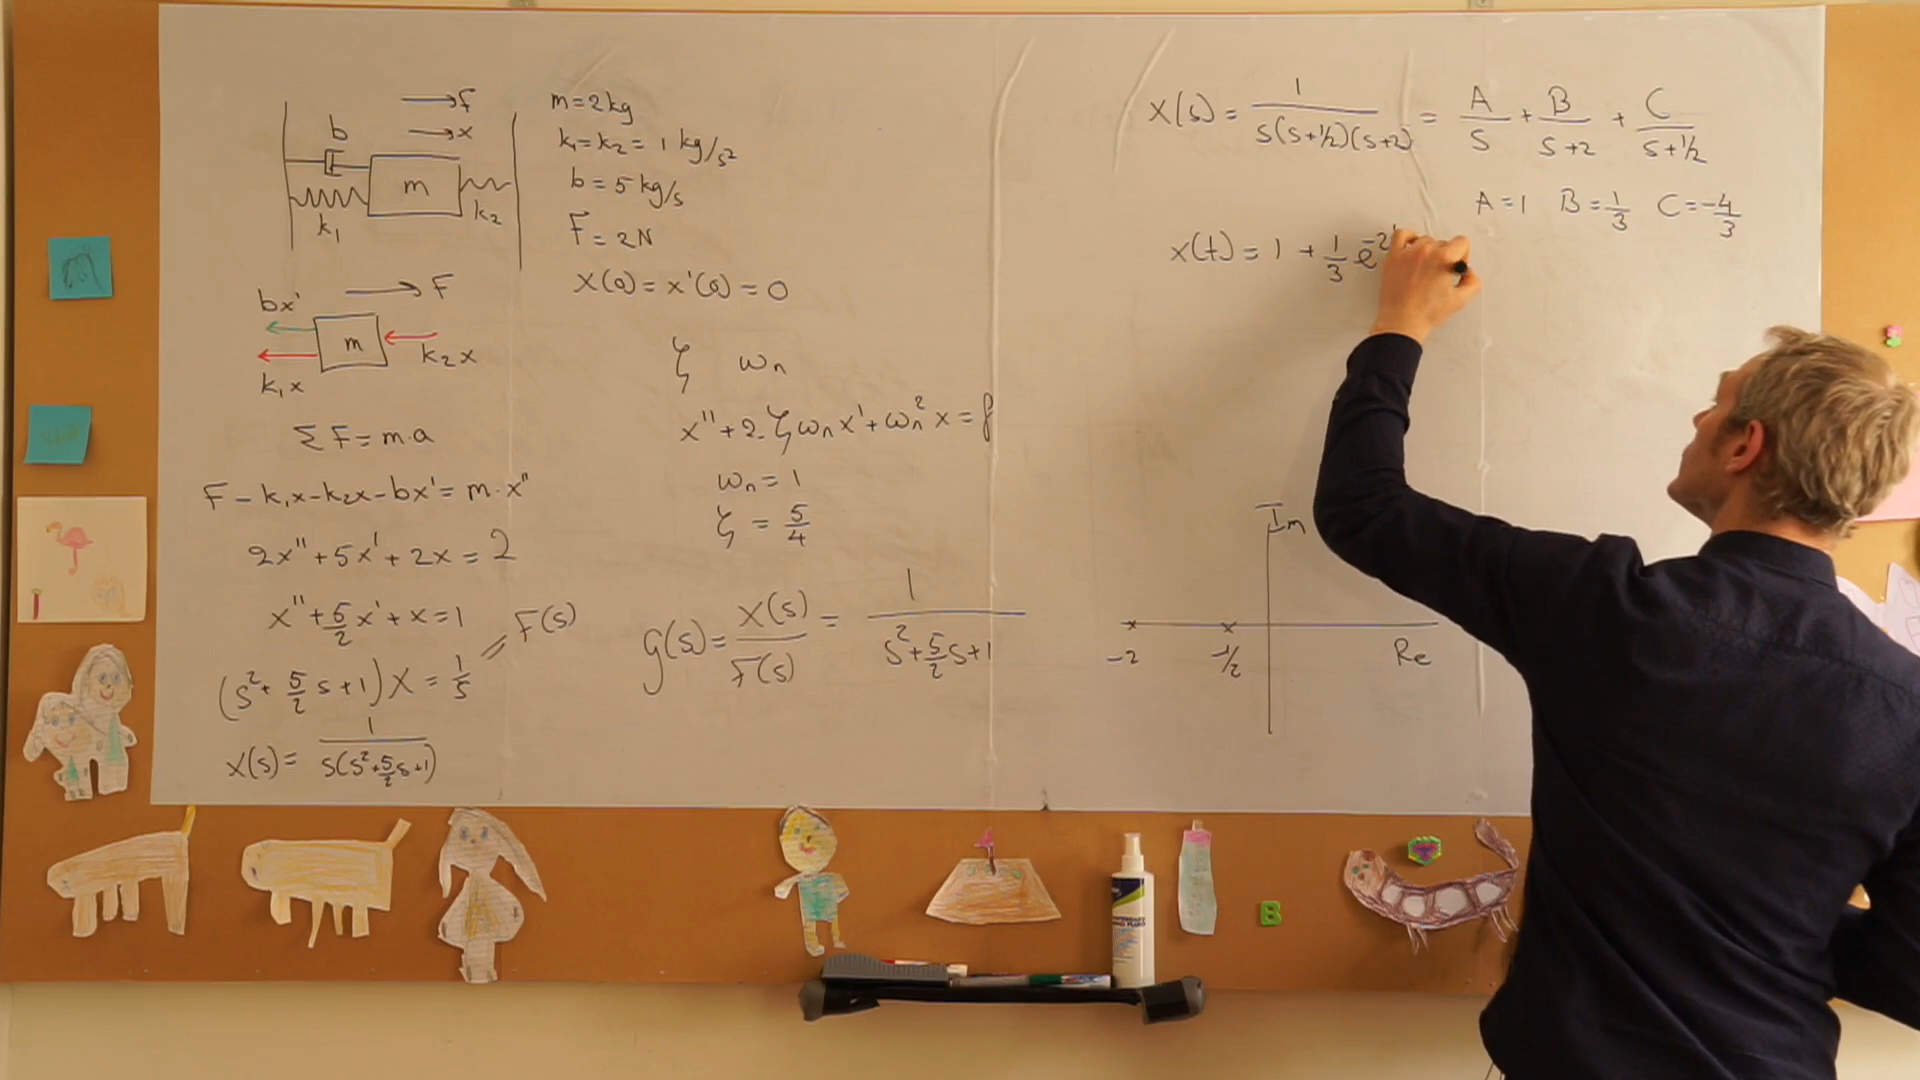 →F
→x
b
m
k₁
k₂
m=2kg
k₁=k₂=1 kg/s²
b=5 kg/s
F=2N
x(0)=x'(0)=0
→F
bx'
m
k₂x
k₁x
ΣF=m·a
F-k₁x-k₂x-bx'=m·x''
2x''+5x'+2x=2
x''+5/2x'+x=1
(s²+5/2s+1)X=1/s =F(s)
X(s)=1/(s(s²+5/2s+1))
ζ ωn
x''+2ζωnx'+ωn²x=f
ωn=1
ζ=5/4
G(s)=X(s)/F(s)=1/(s²+5/2s+1)
X(s)=1/(s(s+1/2)(s+2))=A/s+B/(s+2)+C/(s+1/2)
A=1 B=1/3 C=-4/3
x(t)=1+1/3e^-2t
Im
-2 -1/2 Re
B